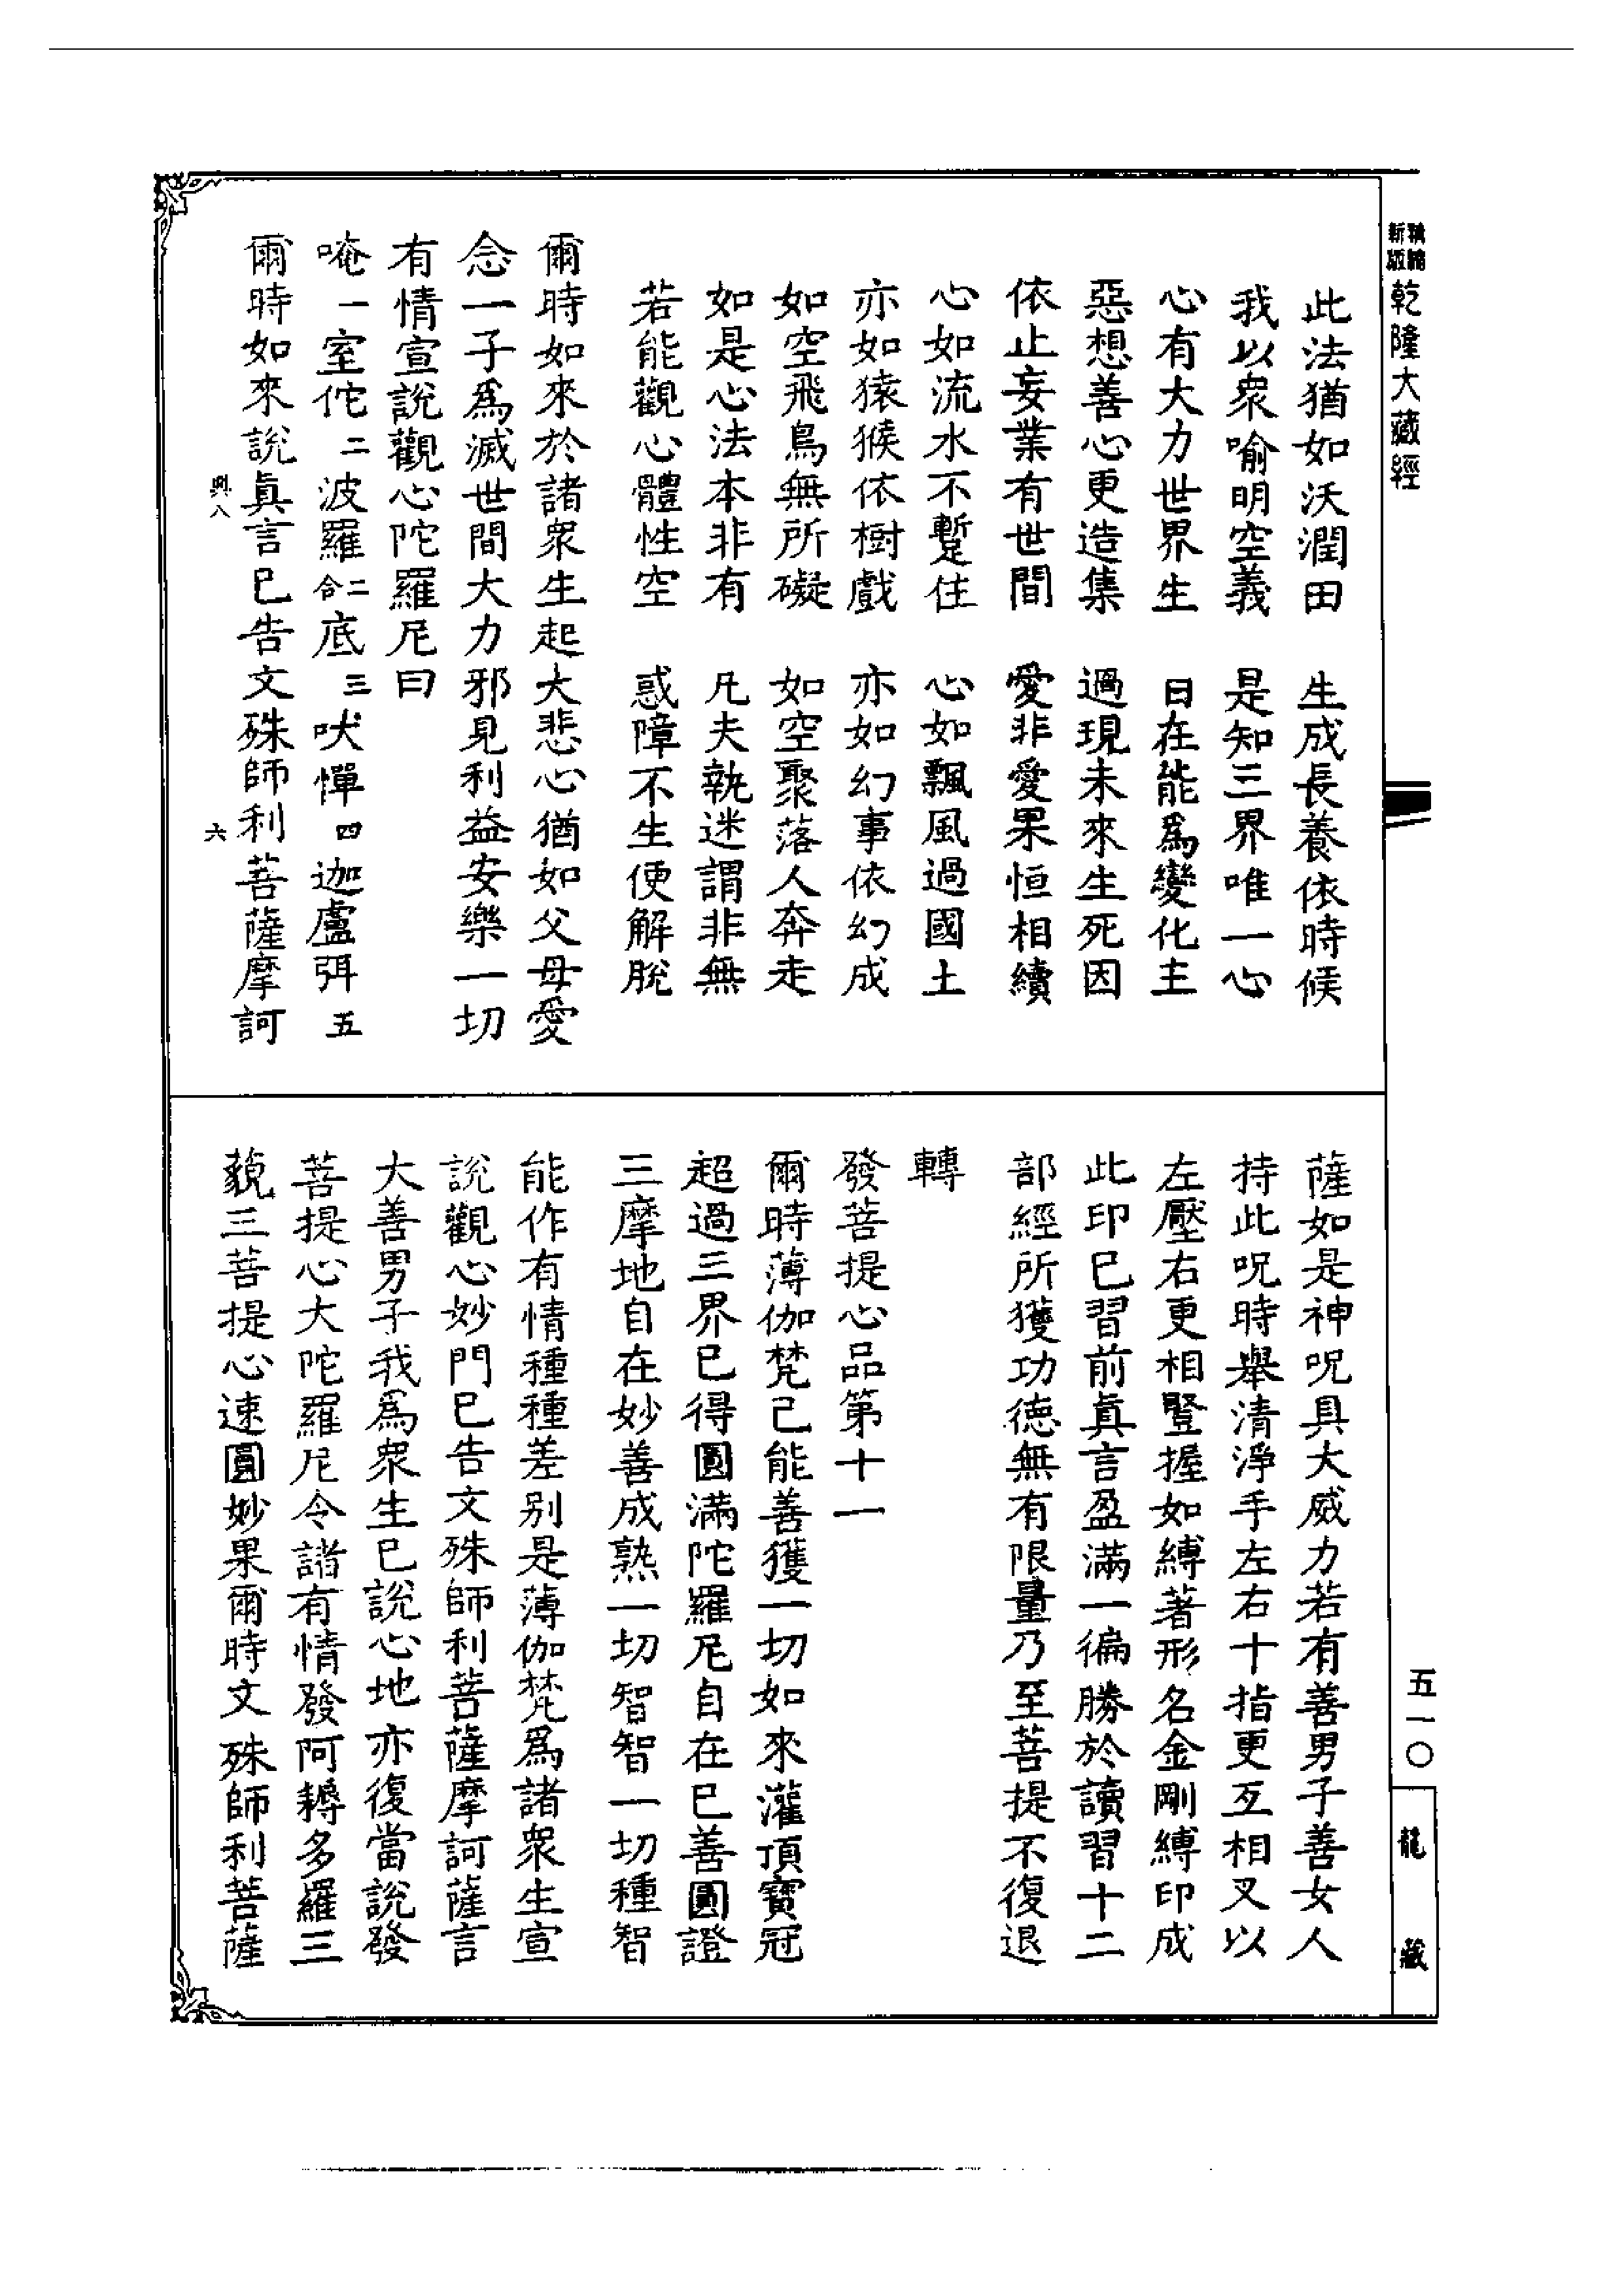 新版精縮乾隆大藏經
此法猶如沃潤田　生成長養依時候
我以衆喻明空義　是知三界唯一心
心有大力世界生　日在能爲變化主
惡想善心更造集　過現未來生死因
依止妄業有世間　愛非愛果恒相續
心如流水不暫住　心如飄風過國土
亦如猿猴依樹戲　亦如幻事依幻成
如空飛鳥無所礙　如空聚落人奔走
如是心法本非有　凡夫執迷謂非無
若能觀心體性空　惑障不生便解脫
爾時如來於諸衆生起大悲心猶如父母愛
念一子爲滅世間大力邪見利益安樂一切
有情宣說觀心陀羅尼曰
唵一室佗二波羅二合底三吠憚四迦盧弭五
爾時如來說眞言已告文殊師利菩薩摩訶
興八　六
薩如是神呪具大威力若有善男子善女人
持此呪時舉清淨手左右十指更互相叉以
左壓右更相豎握如縛著形名金剛縛印成
此印已習前眞言盈滿一徧勝於讀習十二
部經所獲功德無有限量乃至菩提不復退
轉
發菩提心品第十一
爾時薄伽梵已能善獲一切如來灌頂寶冠
超過三界已得圓滿陀羅尼自在已善圓證
三摩地自在妙善成熟一切智智一切種智
能作有情種種差別是薄伽梵爲諸衆生宣
說觀心妙門已告文殊師利菩薩摩訶薩言
大善男子我爲衆生已說心地亦復當說發
菩提心大陀羅尼令諸有情發阿耨多羅三
藐三菩提心速圓妙果爾時文殊師利菩薩
五一〇
龍藏